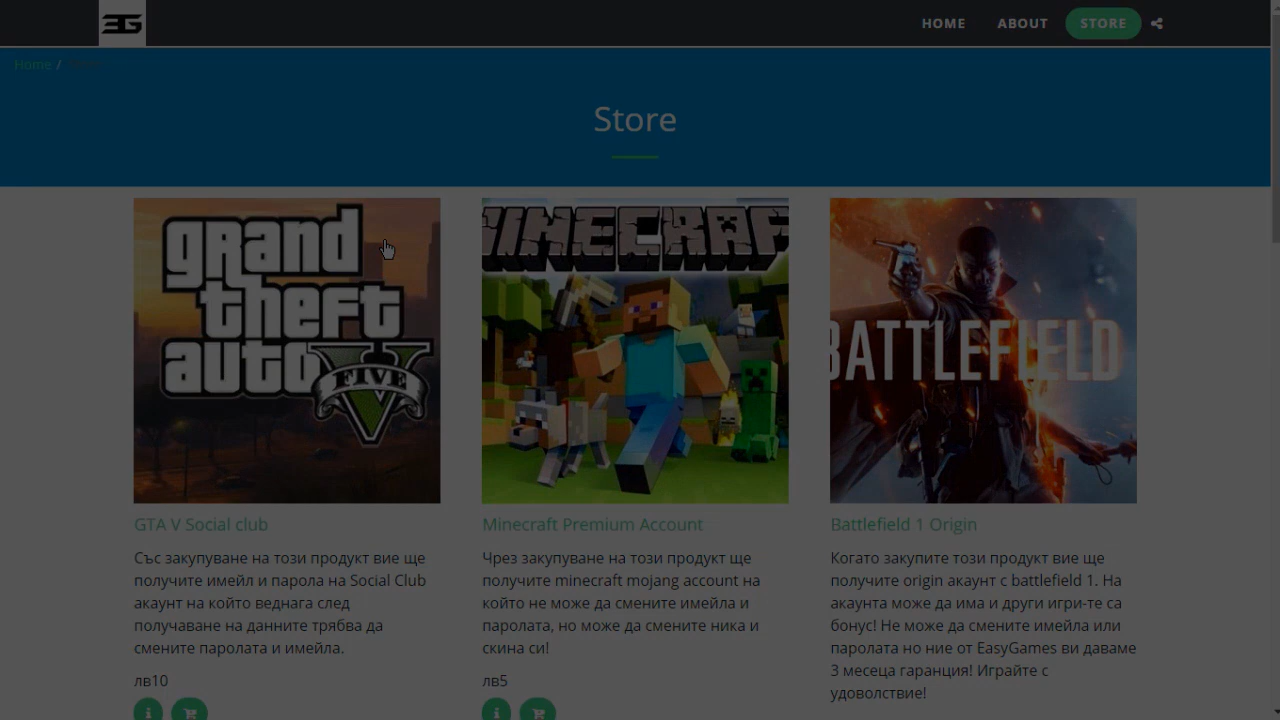 HOME ABOUT STORE
Home /
Store
grand
theft
auto
FIVE
MINECRAF
BATTLEFIELD
GTA V Social club
Със закупуване на този продукт вие ще
получите имейл и парола на Social Club
акаунт на който веднага след
получаване на данните трябва да
смените паролата и имейла.
лв10
Minecraft Premium Account
Чрез закупуване на този продукт ще
получите minecraft mojang account на
който не може да смените имейла и
паролата, но може да смените ника и
скина си!
лв5
Battlefield 1 Origin
Когато закупите този продукт вие ще
получите origin акаунт с battlefield 1. На
акаунта може да има и други игри-те са
бонус! Не може да смените имейла или
паролата но ние от EasyGames ви даваме
3 месеца гаранция! Играйте с
удоволствие!